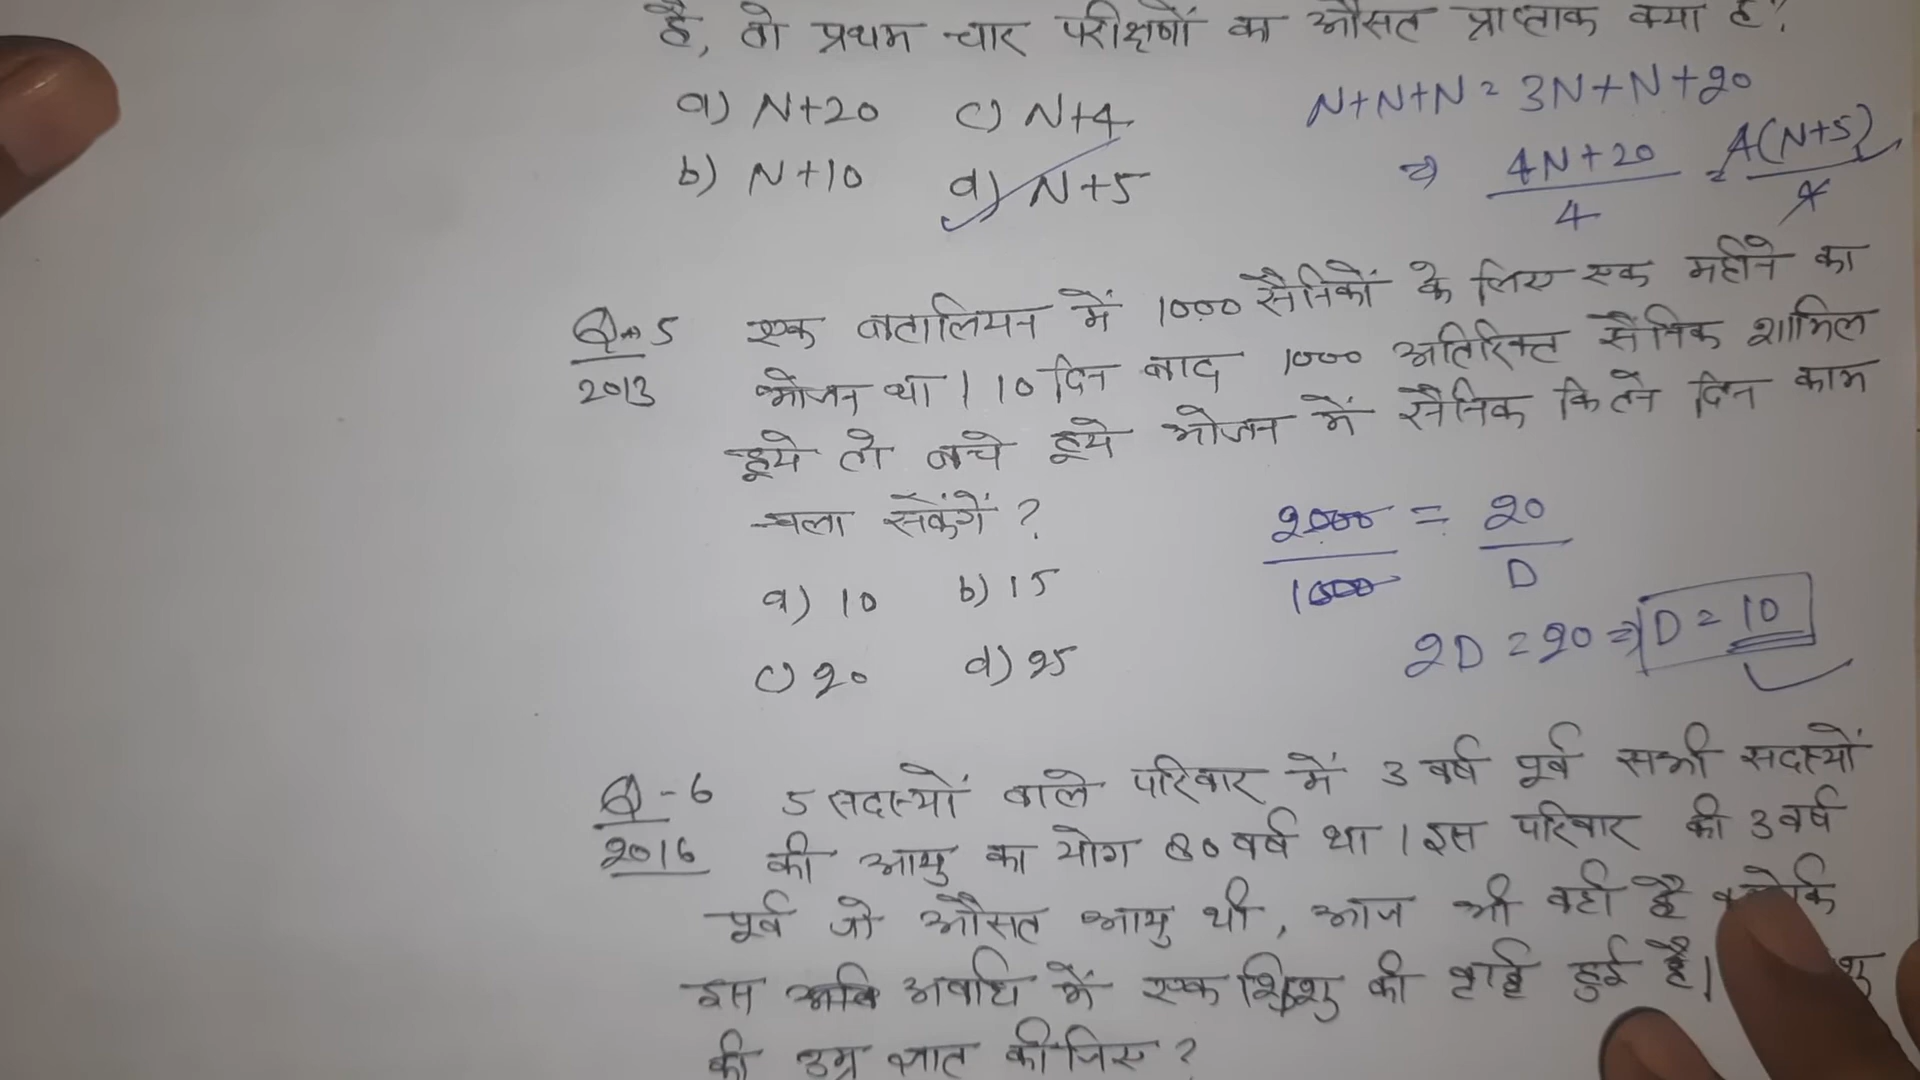 है, तो प्रथम चार परीक्षणों का औसत प्राप्तांक क्या है?
a) N+20 c) N+4
b) N+10 d) N+5
N+N+N = 3N+N+20
⇒ 4N+20/4 = 4(N+5)/4
Q-5 एक बतालियन में 1000 सैनिकों के लिए एक महीने का
2013 भोजन था। 10 दिन बाद 1000 अतिरिक्त सैनिक शामिल
हूये तो बचे हूये भोजन में सैनिक कितने दिन काम
चला सकेंगें?
a) 10 b) 15
c) 20 d) 25
2000/1000 = 20/D
2D = 20 ⇒ D = 10
Q-6 5 सदस्यों वाले परिवार में 3 वर्ष पूर्व सभी सदस्यों
2016 की आयु का योग 80 वर्ष था। इस परिवार की 3 वर्ष
पूर्व जो औसत आयु थी, आज भी वही है
इस अवधि में एक शिशु की वृद्धि हुई है।
की उम्र ज्ञात कीजिए?